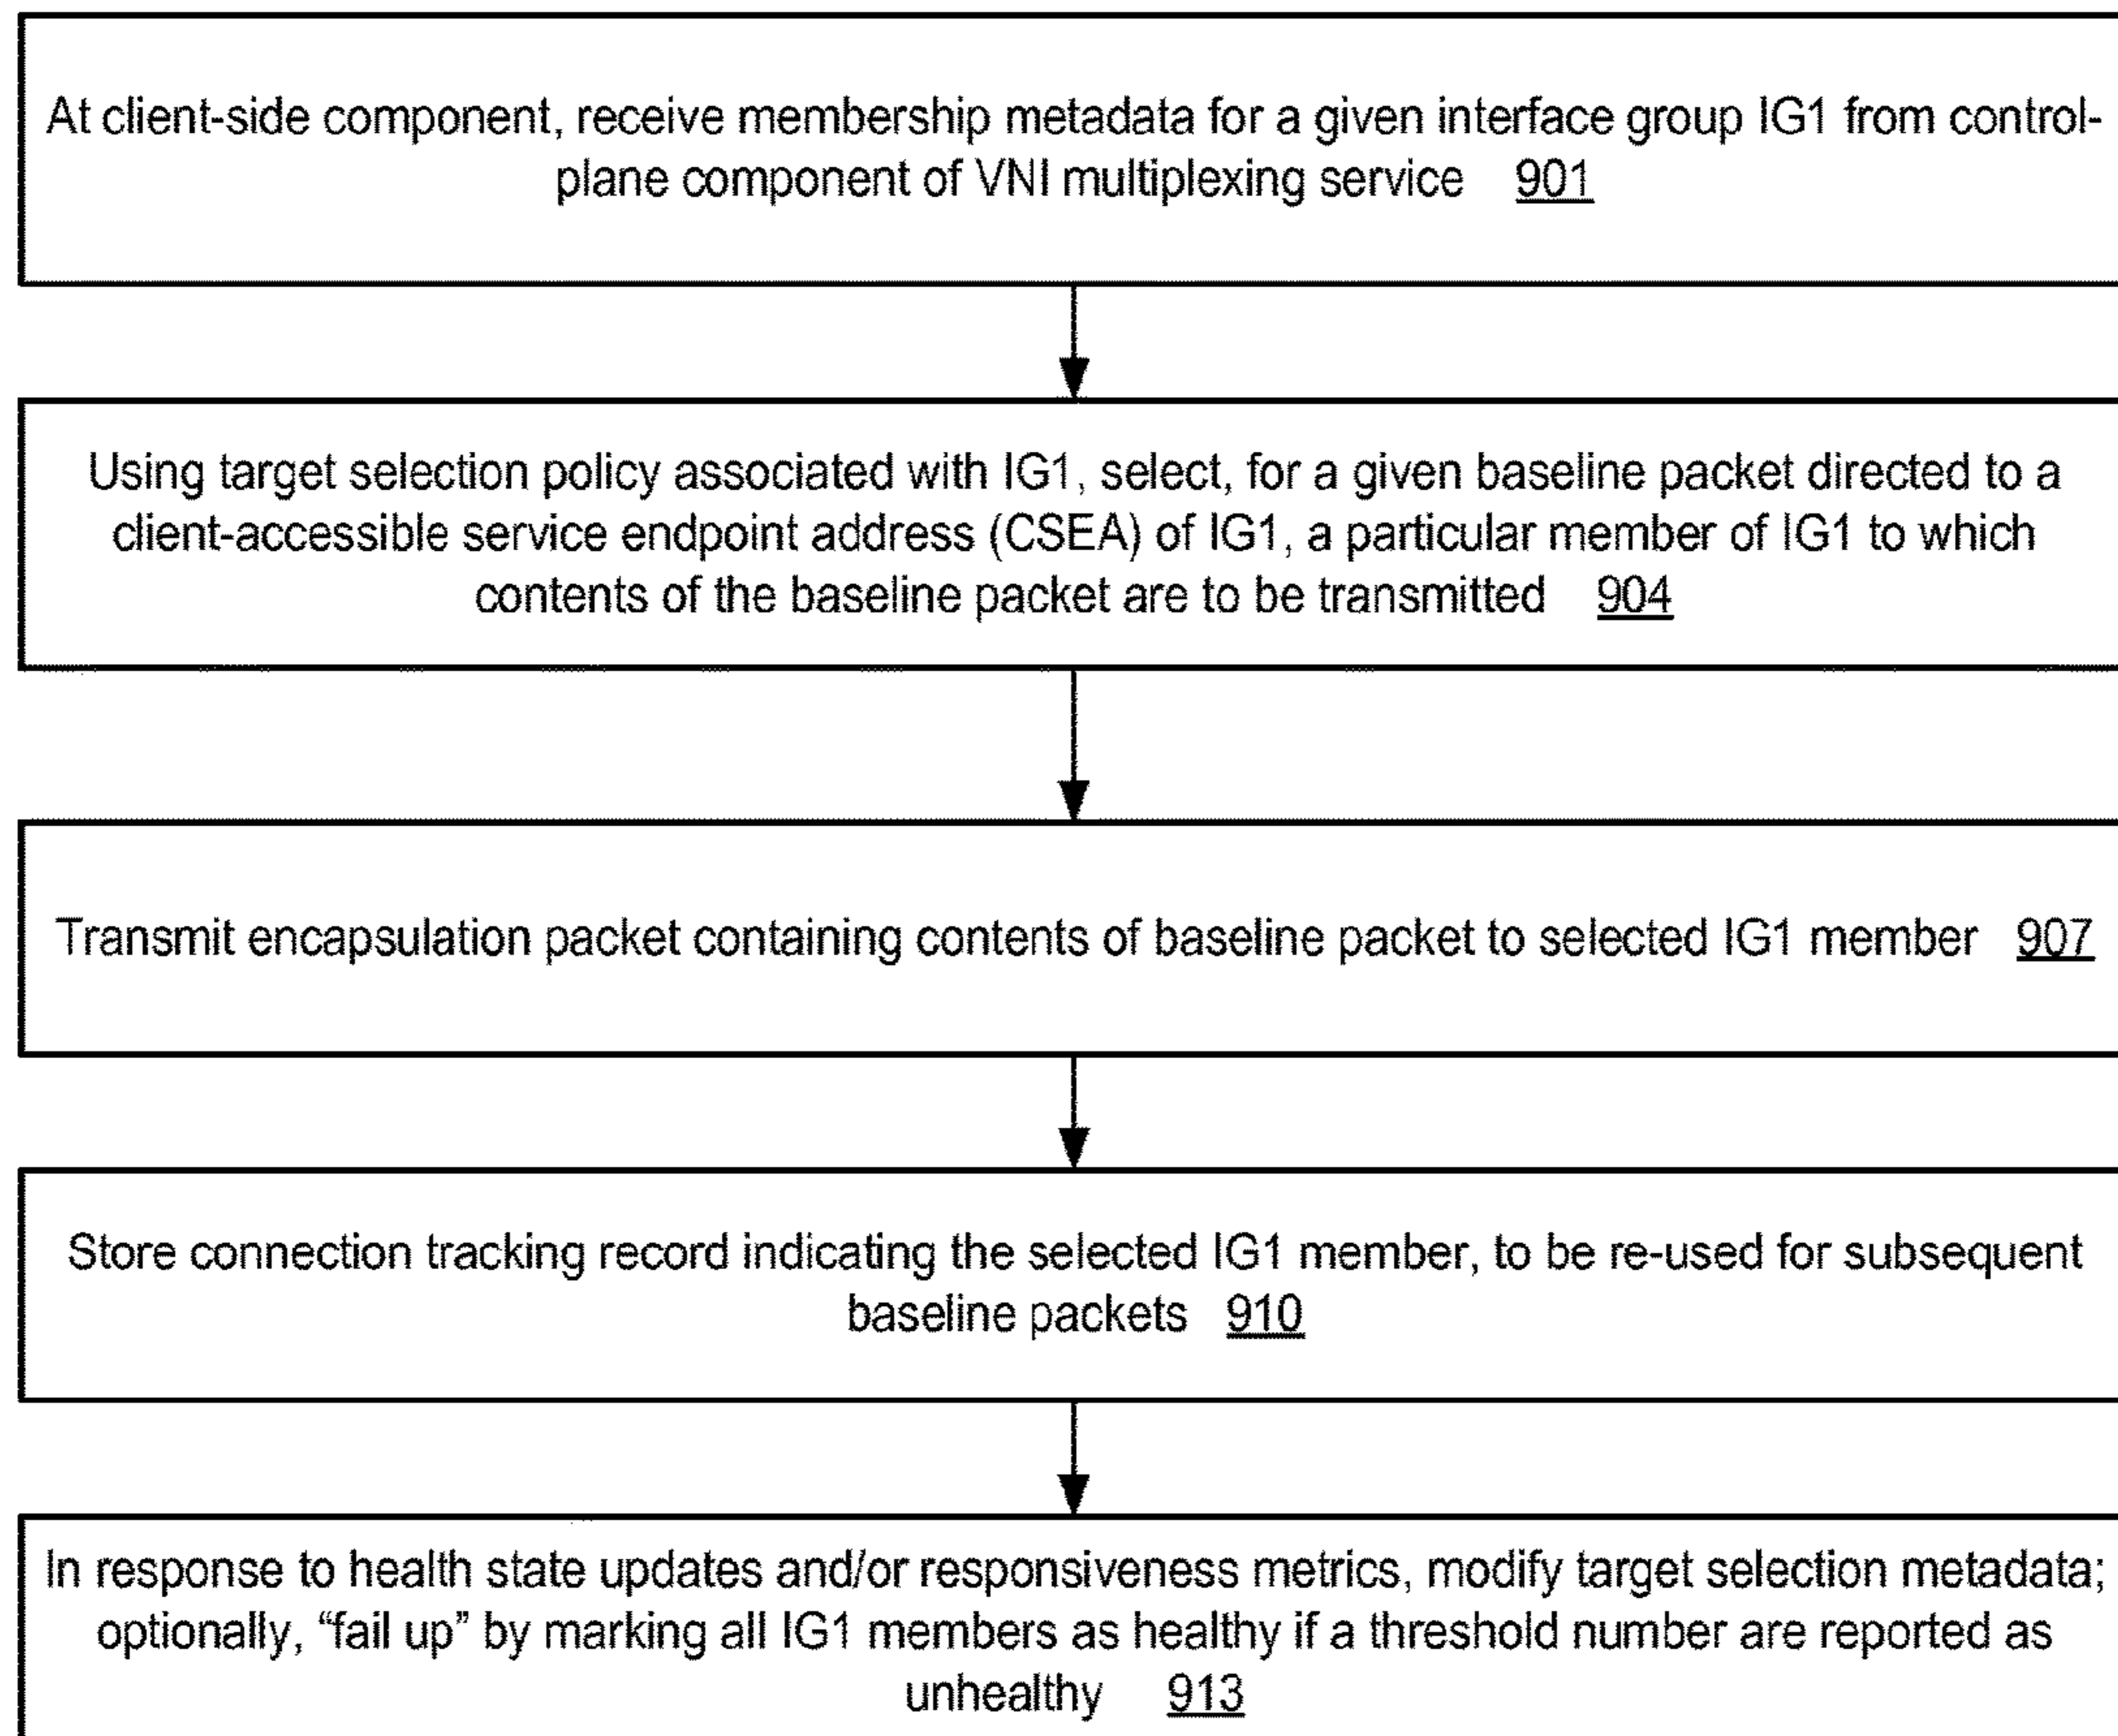 At client-side component, receive membership metadata for a given interface group IG1 from control-
plane component of VNI multiplexing service 901
Using target selection policy associated with IG1, select, for a given baseline packet directed to a
client-accessible service endpoint address (CSEA) of IG1, a particular member of IG1 to which
contents of the baseline packet are to be transmitted 904
Transmit encapsulation packet containing contents of baseline packet to selected IG1 member 907
Store connection tracking record indicating the selected IG1 member, to be re-used for subsequent
baseline packets 910
In response to health state updates and/or responsiveness metrics, modify target selection metadata;
optionally, “fail up” by marking all IG1 members as healthy if a threshold number are reported as
unhealthy 913